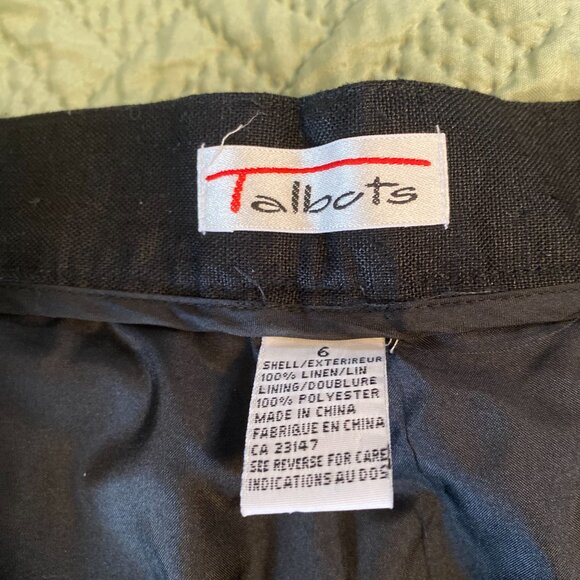 Talbots
6
SHELL/EXTERIREUR
100% LINEN/LIN
LINING/DOUBLURE
100% POLYESTER
MADE IN CHINA
FABRIQUE EN CHINA
CA 23147
SEE REVERSE FOR CARE
INDICATIONS AU DOS